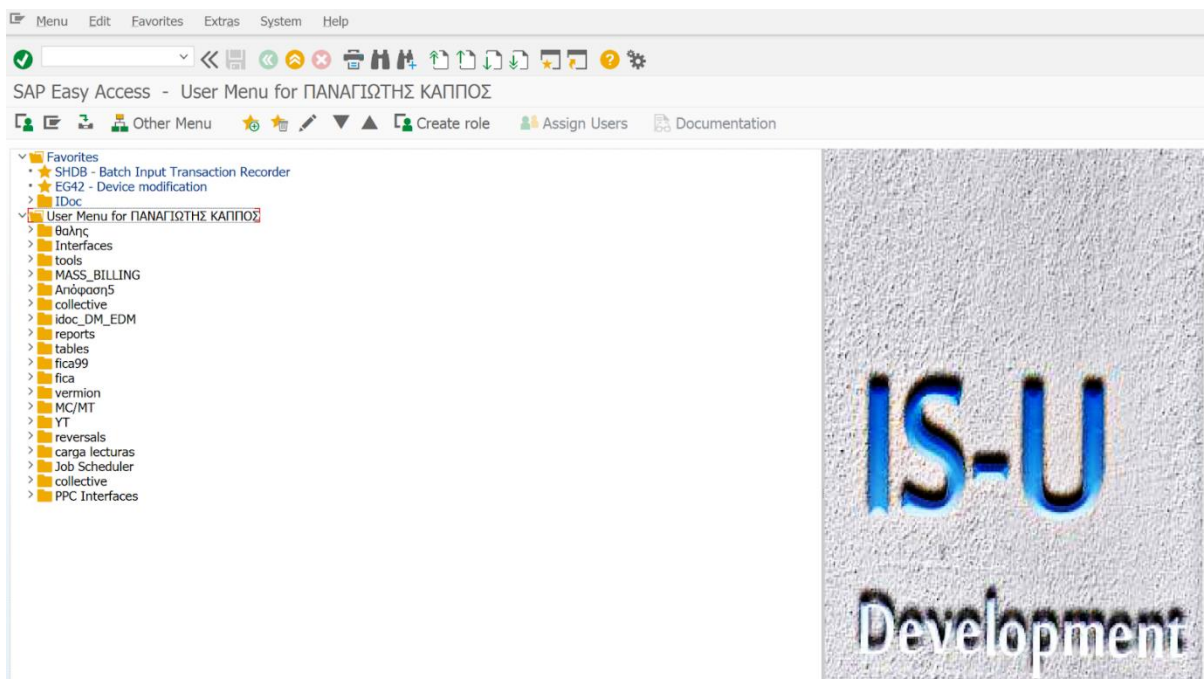 Menu Edit Favorites Extras System Help
SAP Easy Access - User Menu for ΠΑΝΑΓΙΩΤΗΣ ΚΑΠΠΟΣ
Other Menu Create role Assign Users Documentation
Favorites
SHDB - Batch Input Transaction Recorder
EG42 - Device modification
IDoc
User Menu for ΠΑΝΑΓΙΩΤΗΣ ΚΑΠΠΟΣ
θαλης
Interfaces
tools
MASS_BILLING
Απόφαση5
collective
idoc_DM_EDM
reports
tables
fica99
fica
vermion
MC/MT
YT
reversals
carga lecturas
Job Scheduler
collective
PPC Interfaces
IS-U
Development